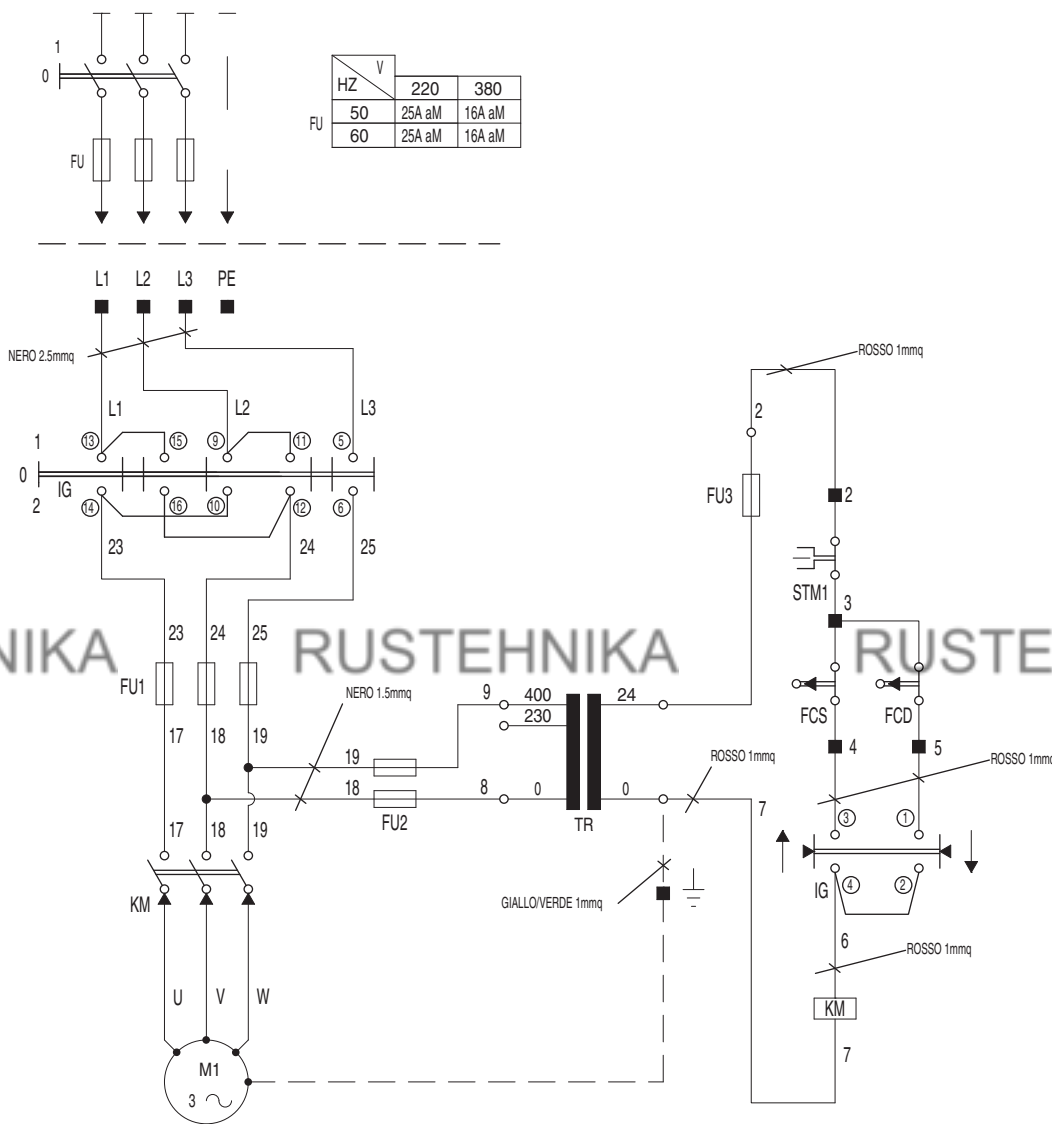 1
0
FU
HZ V 220 380
FU 50 25A aM 16A aM
60 25A aM 16A aM
L1 L2 L3 PE
NERO 2.5mmq
ROSSO 1mmq
L1 L2 L3
2
1
13 15 9 11 5
0
IG
2
14 16 10 12 6
FU3
2
23 24 25
STM1
3
23 24 25
NIKA RUSTEHNIKA RUSTE
FU1
NERO 1.5mmq
9 400 24
230
FCS FCD
17 18 19
4 5
19
ROSSO 1mmq
ROSSO 1mmq
18 8 0 0
7
FU2
TR
17 18 19
3 1
KM
IG
4 2
GIALLO/VERDE 1mmq
6
ROSSO 1mmq
U V W
KM
7
M1
3